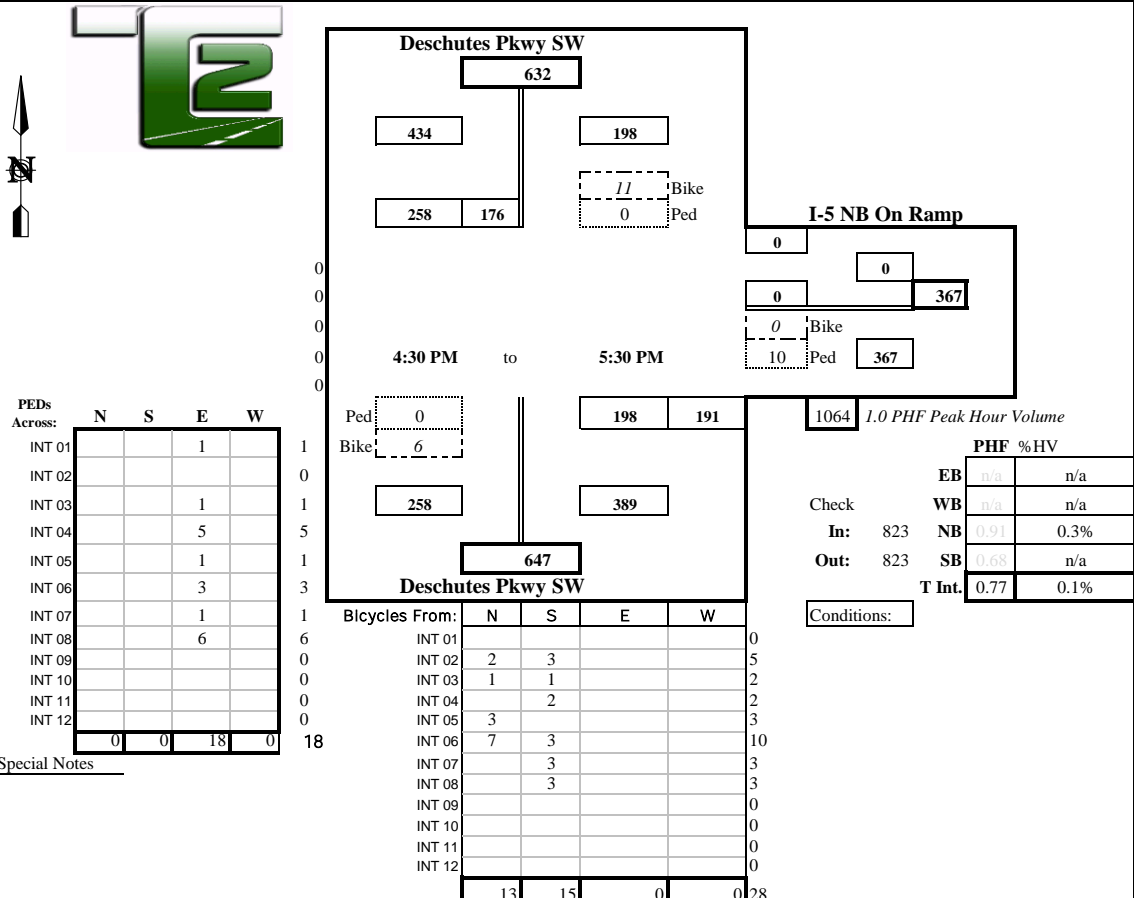 TC2
Deschutes Pkwy SW
632
434 198
11 Bike
258 176 0 Ped
I-5 NB On Ramp
0
N
0 0
0 0 367
0 0 Bike
0 4:30 PM to 5:30 PM 10 Ped 367
0
PEDs Across: N S E W
Ped 0 198 191 1064 1.0 PHF Peak Hour Volume
INT 01 1 1
Bike 6
PHF %HV
INT 02 0
EB n/a n/a
INT 03 1 1
258 389
Check WB n/a n/a
INT 04 5 5
In: 823 NB 0.91 0.3%
INT 05 1 1
647
Out: 823 SB 0.68 n/a
INT 06 3 3
Deschutes Pkwy SW
T Int. 0.77 0.1%
INT 07 1 1
Bicycles From: N S E W
Conditions:
INT 08 6 6
INT 09 0
INT 10 0
INT 11 0
INT 12 0
0 0 18 0 18
Special Notes
INT 01 0
INT 02 2 3 5
INT 03 1 1 2
INT 04 2 2
INT 05 3 3
INT 06 7 3 10
INT 07 3 3
INT 08 3 3
INT 09 0
INT 10 0
INT 11 0
INT 12 0
13 15 0 0 28